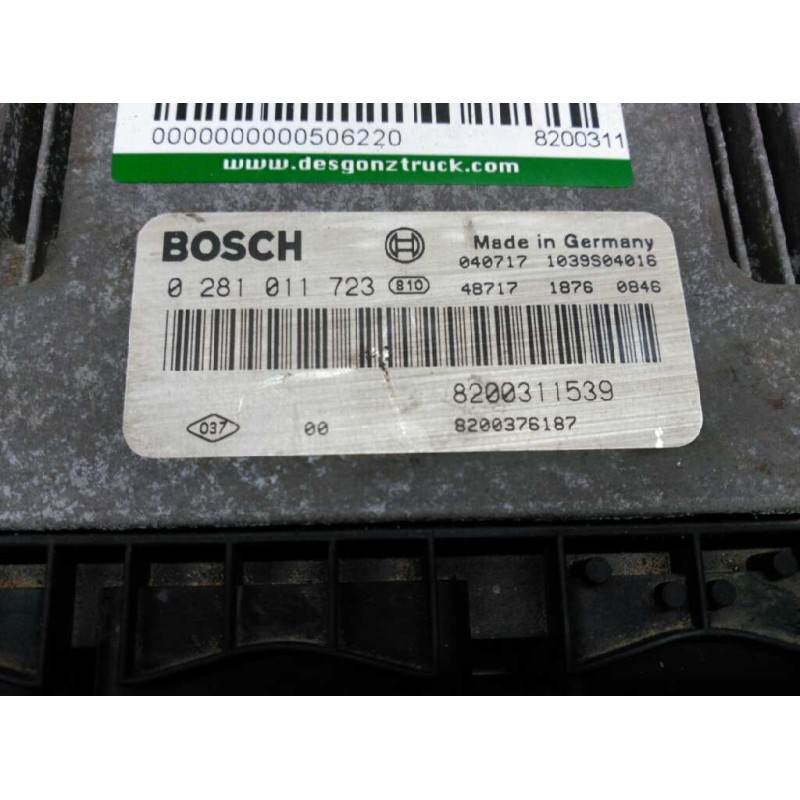 0000000000506220 8200311
www.desgonztruck.com
BOSCH Made in Germany
040717 1039S04016
0 281 011 723 810 48717 1876 0846
8200311539
037 00 8200376187